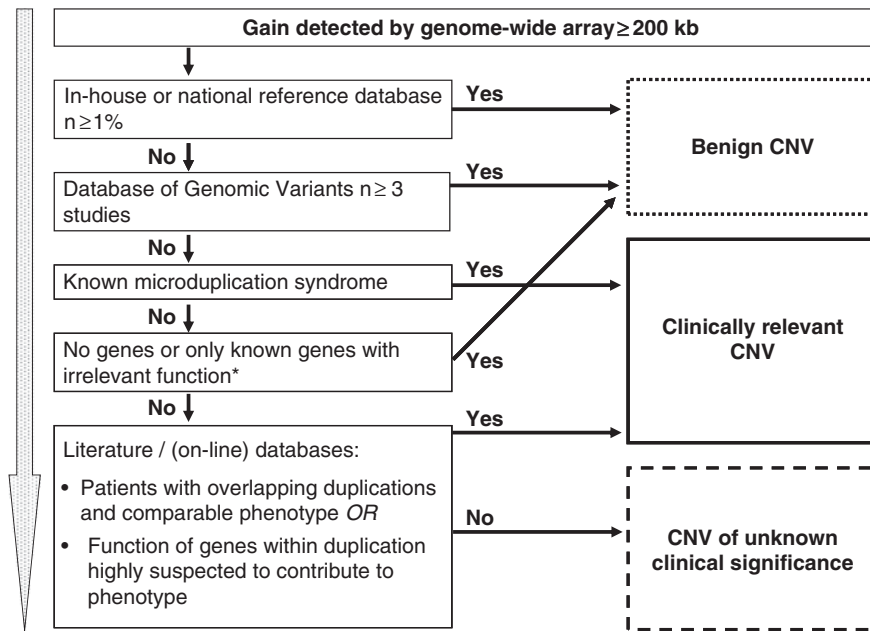 Gain detected by genome-wide array ≥ 200 kb
In-house or national reference database
n ≥ 1%
Yes
Benign CNV
No
Database of Genomic Variants n ≥ 3
studies
Yes
No
Known microduplication syndrome
Yes
Clinically relevant
CNV
No
No genes or only known genes with
irrelevant function*
Yes
No
Yes
Literature / (on-line) databases:
• Patients with overlapping duplications
and comparable phenotype OR
• Function of genes within duplication
highly suspected to contribute to
phenotype
No
CNV of unknown
clinical significance